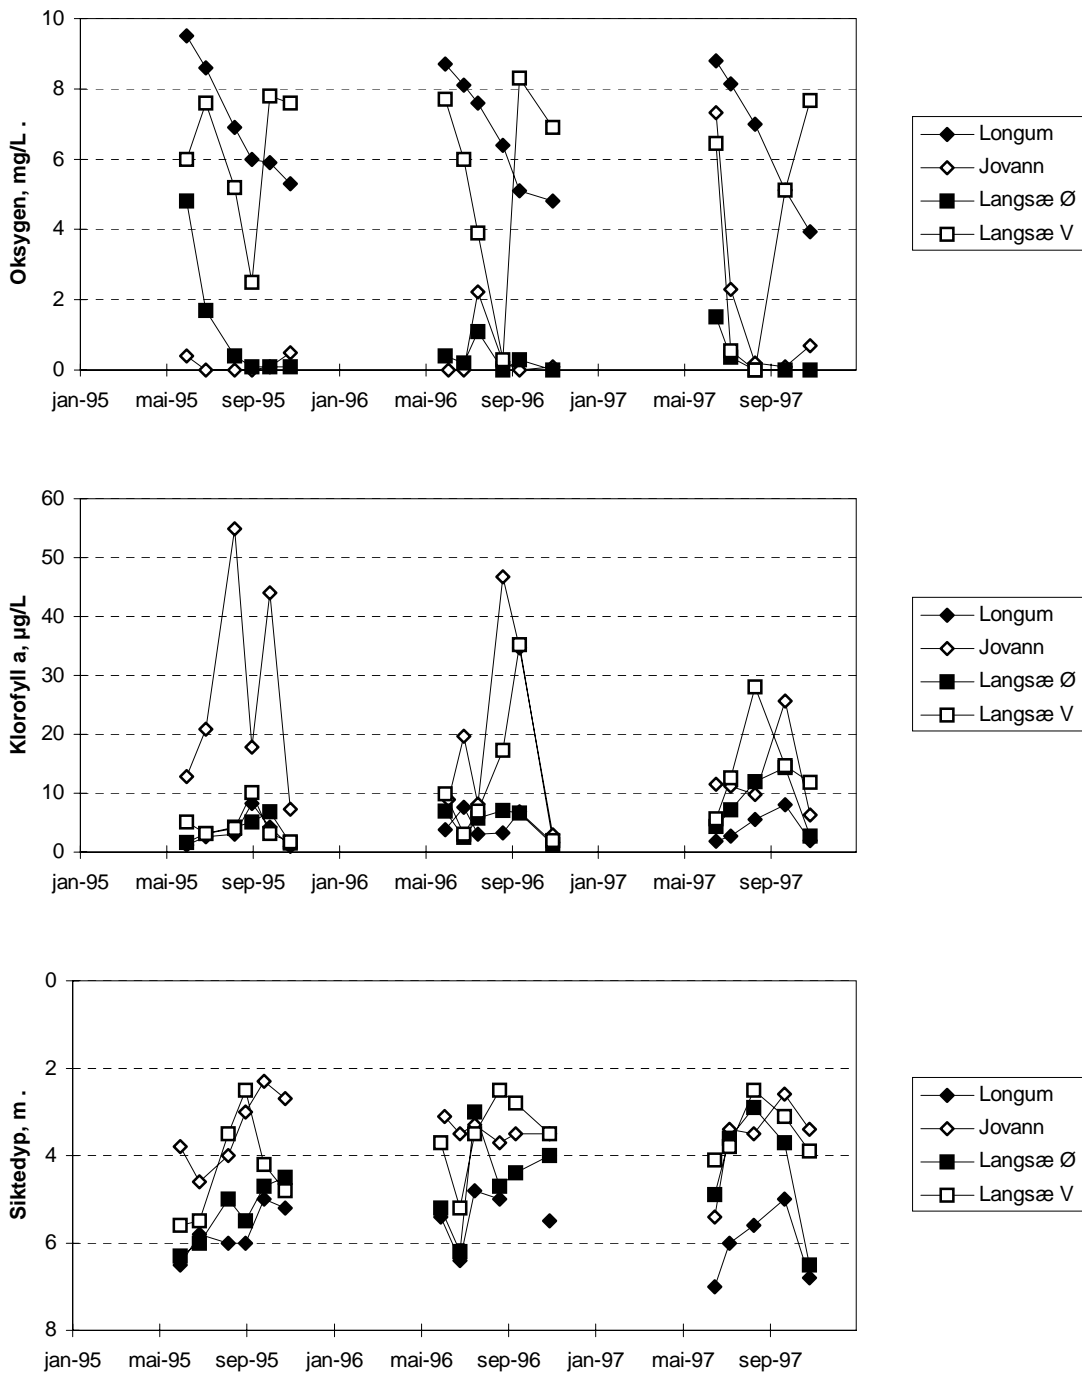 Oksygen, mg/L .
10
8
6
4
2
0
jan-95 mai-95 sep-95 jan-96 mai-96 sep-96 jan-97 mai-97 sep-97
Longum
Jovann
Langsæ Ø
Langsæ V
Klorofyll a, µg/L
60
50
40
30
20
10
0
jan-95 mai-95 sep-95 jan-96 mai-96 sep-96 jan-97 mai-97 sep-97
Longum
Jovann
Langsæ Ø
Langsæ V
Siktedyp, m .
0
2
4
6
8
jan-95 mai-95 sep-95 jan-96 mai-96 sep-96 jan-97 mai-97 sep-97
Longum
Jovann
Langsæ Ø
Langsæ V